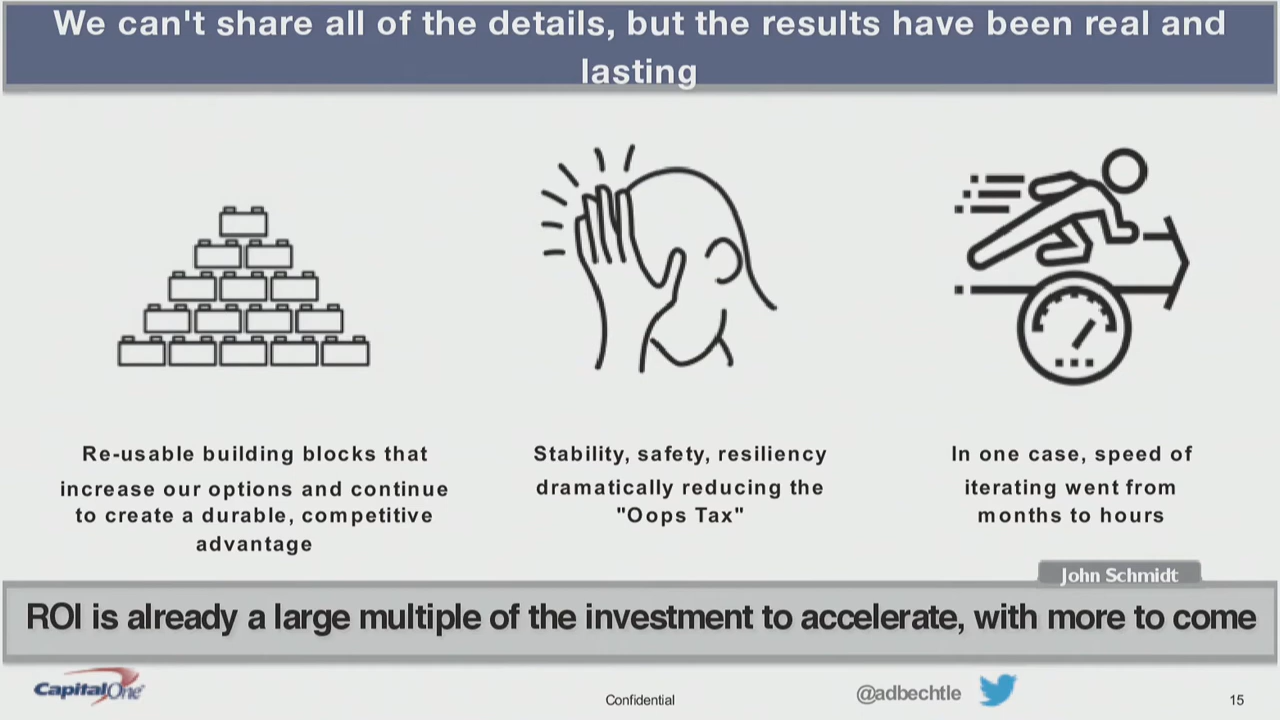 We can't share all of the details, but the results have been real and
lasting
Re-usable building blocks that
increase our options and continue
to create a durable, competitive
advantage
Stability, safety, resiliency
dramatically reducing the
"Oops Tax"
In one case, speed of
iterating went from
months to hours
John Schmidt
ROI is already a large multiple of the investment to accelerate, with more to come
CapitalOne
Confidential
@adbechtle
15